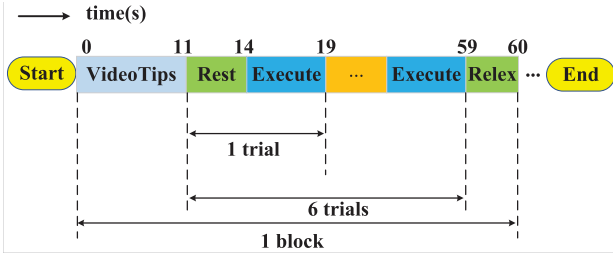 time(s)
0 11 14 19 59 60
Start VideoTips Rest Execute ... Execute Relex ... End
1 trial
6 trials
1 block